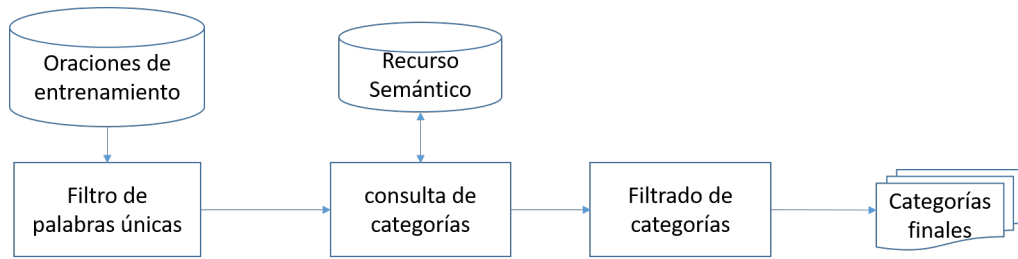 Oraciones de
entrenamiento
Recurso
Semántico
Filtro de
palabras únicas
consulta de
categorías
Filtrado de
categorías
Categorías
finales